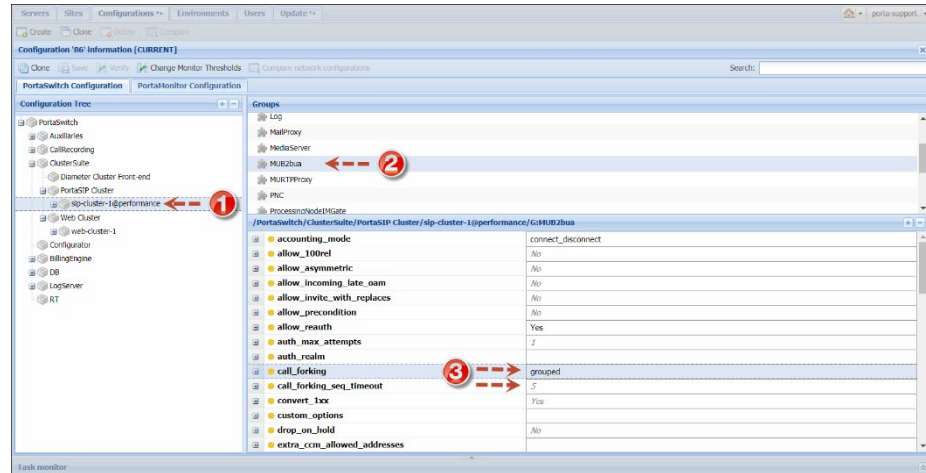 Servers Sites Configurations Environments Users Update porta-support
Create Clone Delete Compare
Configuration 'R6' information [CURRENT]
Clone Save Verify Change Monitor Thresholds Compare network configurations Search:
PortaSwitch Configuration PortaMonitor Configuration
Configuration Tree
PortaSwitch
Auxiliaries
CallRecording
ClusterSuite
Diameter Cluster Front-end
PortaSIP Cluster
sip-cluster-1@performance
1
Web Cluster
web-cluster-1
Configurator
BillingEngine
DB
LogServer
RT
Groups
Log
MailProxy
MediaServer
MUB2bua
2
MURTPProxy
PNC
ProcessingNodeIMGate
/PortaSwitch/ClusterSuite/PortaSIP Cluster/sip-cluster-1@performance/G:MUB2bua
accounting_mode connect_disconnect
allow_100rel No
allow_asymmetric No
allow_incoming_late_oam No
allow_invite_with_replaces No
allow_precondition No
allow_reauth Yes
auth_max_attempts 1
auth_realm
call_forking grouped
3
call_forking_seq_timeout 5
convert_1xx Yes
custom_options
drop_on_hold No
extra_ccm_allowed_addresses
Task monitor